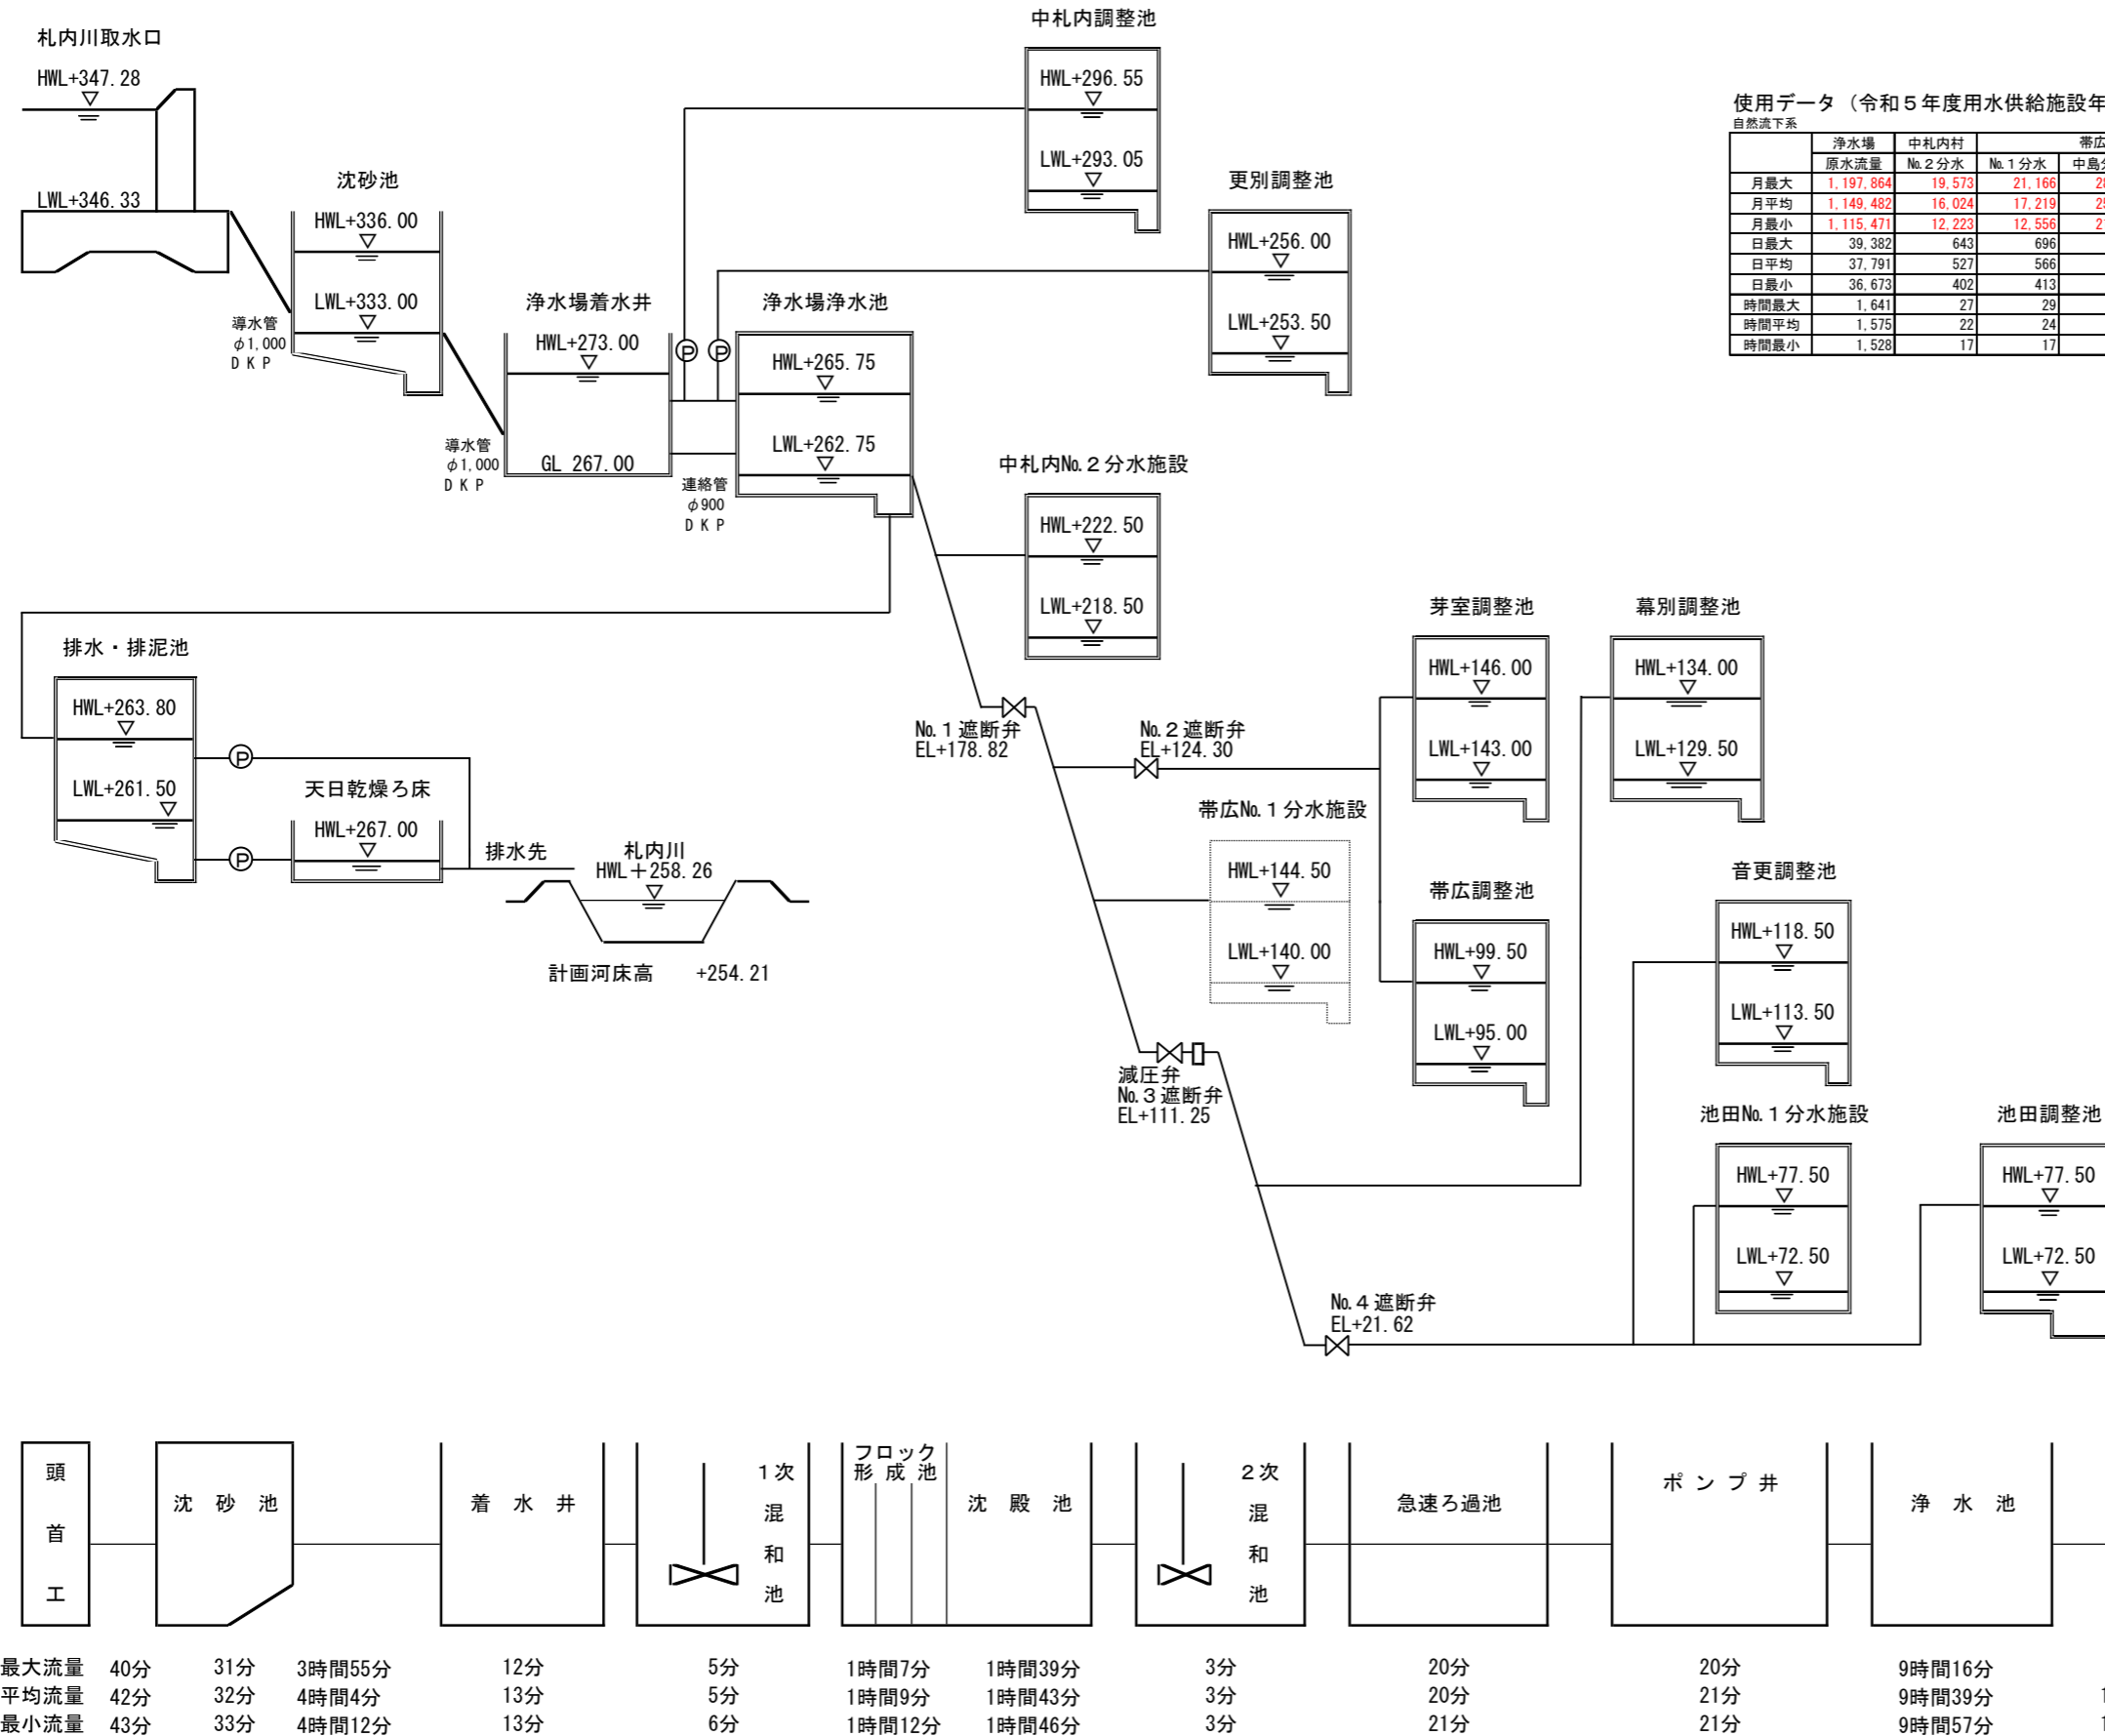 札内川取水口
HWL+347.28
LWL+346.33
沈砂池
HWL+336.00
LWL+333.00
導水管
φ1,000
DKP
浄水場着水井
HWL+273.00
GL 267.00
導水管
φ1,000
DKP
浄水場浄水池
HWL+265.75
LWL+262.75
連絡管
φ900
DKP
P
P
中札内調整池
HWL+296.55
LWL+293.05
更別調整池
HWL+256.00
LWL+253.50
使用データ（令和５年度用水供給施設年
自然流下系
浄水場 中札内村 帯広
原水流量 №２分水 №１分水 中島分
月最大 1,197,864 19,573 21,166 28
月平均 1,149,482 16,024 17,219 25
月最小 1,115,471 12,223 12,556 21
日最大 39,382 643 696
日平均 37,791 527 566
日最小 36,673 402 413
時間最大 1,641 27 29
時間平均 1,575 22 24
時間最小 1,528 17 17
中札内№２分水施設
HWL+222.50
LWL+218.50
排水・排泥池
HWL+263.80
LWL+261.50
P
P
天日乾燥ろ床
HWL+267.00
排水先
札内川
HWL＋258.26
計画河床高 +254.21
№１遮断弁
EL+178.82
№２遮断弁
EL+124.30
芽室調整池
HWL+146.00
LWL+143.00
幕別調整池
HWL+134.00
LWL+129.50
帯広№１分水施設
HWL+144.50
LWL+140.00
帯広調整池
HWL+99.50
LWL+95.00
音更調整池
HWL+118.50
LWL+113.50
減圧弁
№３遮断弁
EL+111.25
池田№１分水施設
HWL+77.50
LWL+72.50
池田調整池
HWL+77.50
LWL+72.50
№４遮断弁
EL+21.62
頭首工
沈砂池
着水井
１次混和池
フロック
形成池
沈殿池
２次混和池
急速ろ過池
ポンプ井
浄水池
最大流量 40分 31分 3時間55分 12分 5分 1時間7分 1時間39分 3分 20分 20分 9時間16分
平均流量 42分 32分 4時間4分 13分 5分 1時間9分 1時間43分 3分 20分 21分 9時間39分 1
最小流量 43分 33分 4時間12分 13分 6分 1時間12分 1時間46分 3分 21分 21分 9時間57分 1